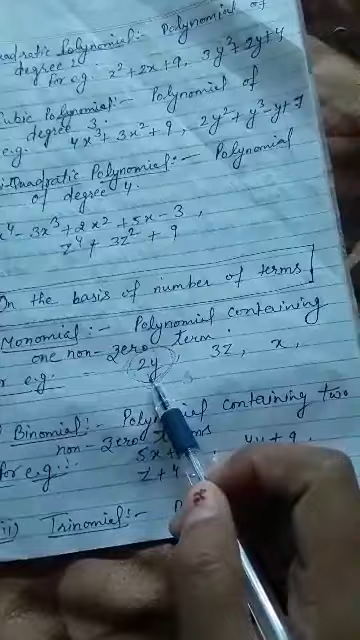 uadratic Polynomial:- Polynomial of
degree
for e.g. x²+2x+9, 3y²+2y+4
Cubic Polynomial:- Polynomial of
degree 3.
e.g. 4x³+3x²+9, 2y²+y³-y+7
i-Quadratic Polynomial:- Polynomial
of degree 4.
x⁴-3x³+2x²+5x-3,
z⁴+3z²+9
On the basis of number of terms
Monomial:- Polynomial containing
one non-zero term.
r e.g. 2y 3z, x,
Binomial:- Polynomial containing two
non-zero terms
for e.g.:- 5x+ 4y+9,
z+4
ii) Trinomial:- P